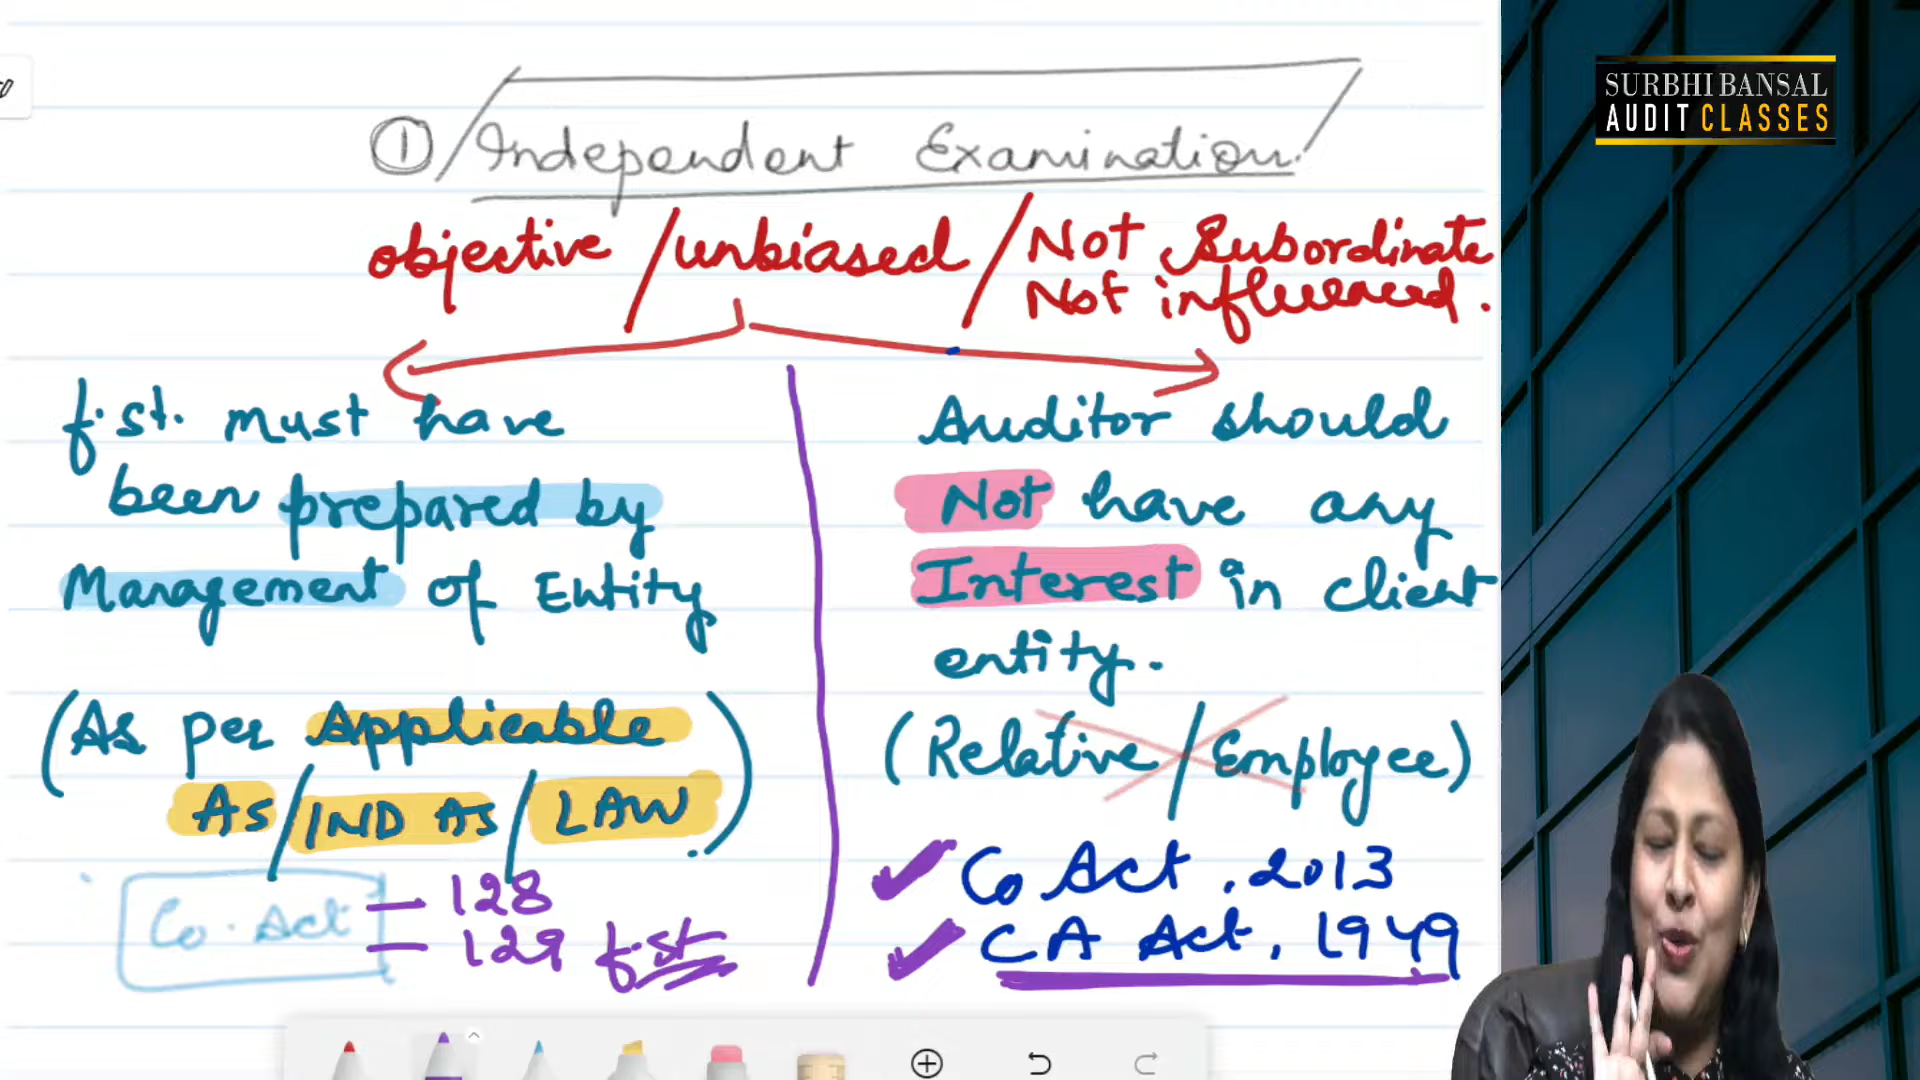 SURBHI BANSAL
AUDIT CLASSES
① Independent Examination.
objective / unbiased / Not Subordinate
Not influenced.
f.st. must have
been prepared by
Management of Entity
(As per Applicable
AS / IND AS / LAW)
Co. Act — 128
— 129 f.st
Auditor should
Not have any
Interest in client
entity.
(Relative / Employee)
✓ Co Act, 2013
✓ CA Act, 1949